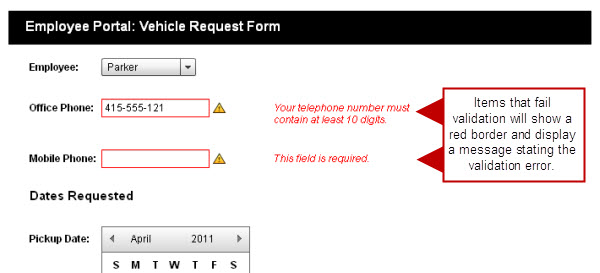 Employee Portal: Vehicle Request Form
Employee: Parker
Office Phone: 415-555-121 Your telephone number must
contain at least 10 digits.
Items that fail
validation will show a
red border and display
a message stating the
validation error.
Mobile Phone: This field is required.
Dates Requested
Pickup Date: April 2011
S M T W T F S